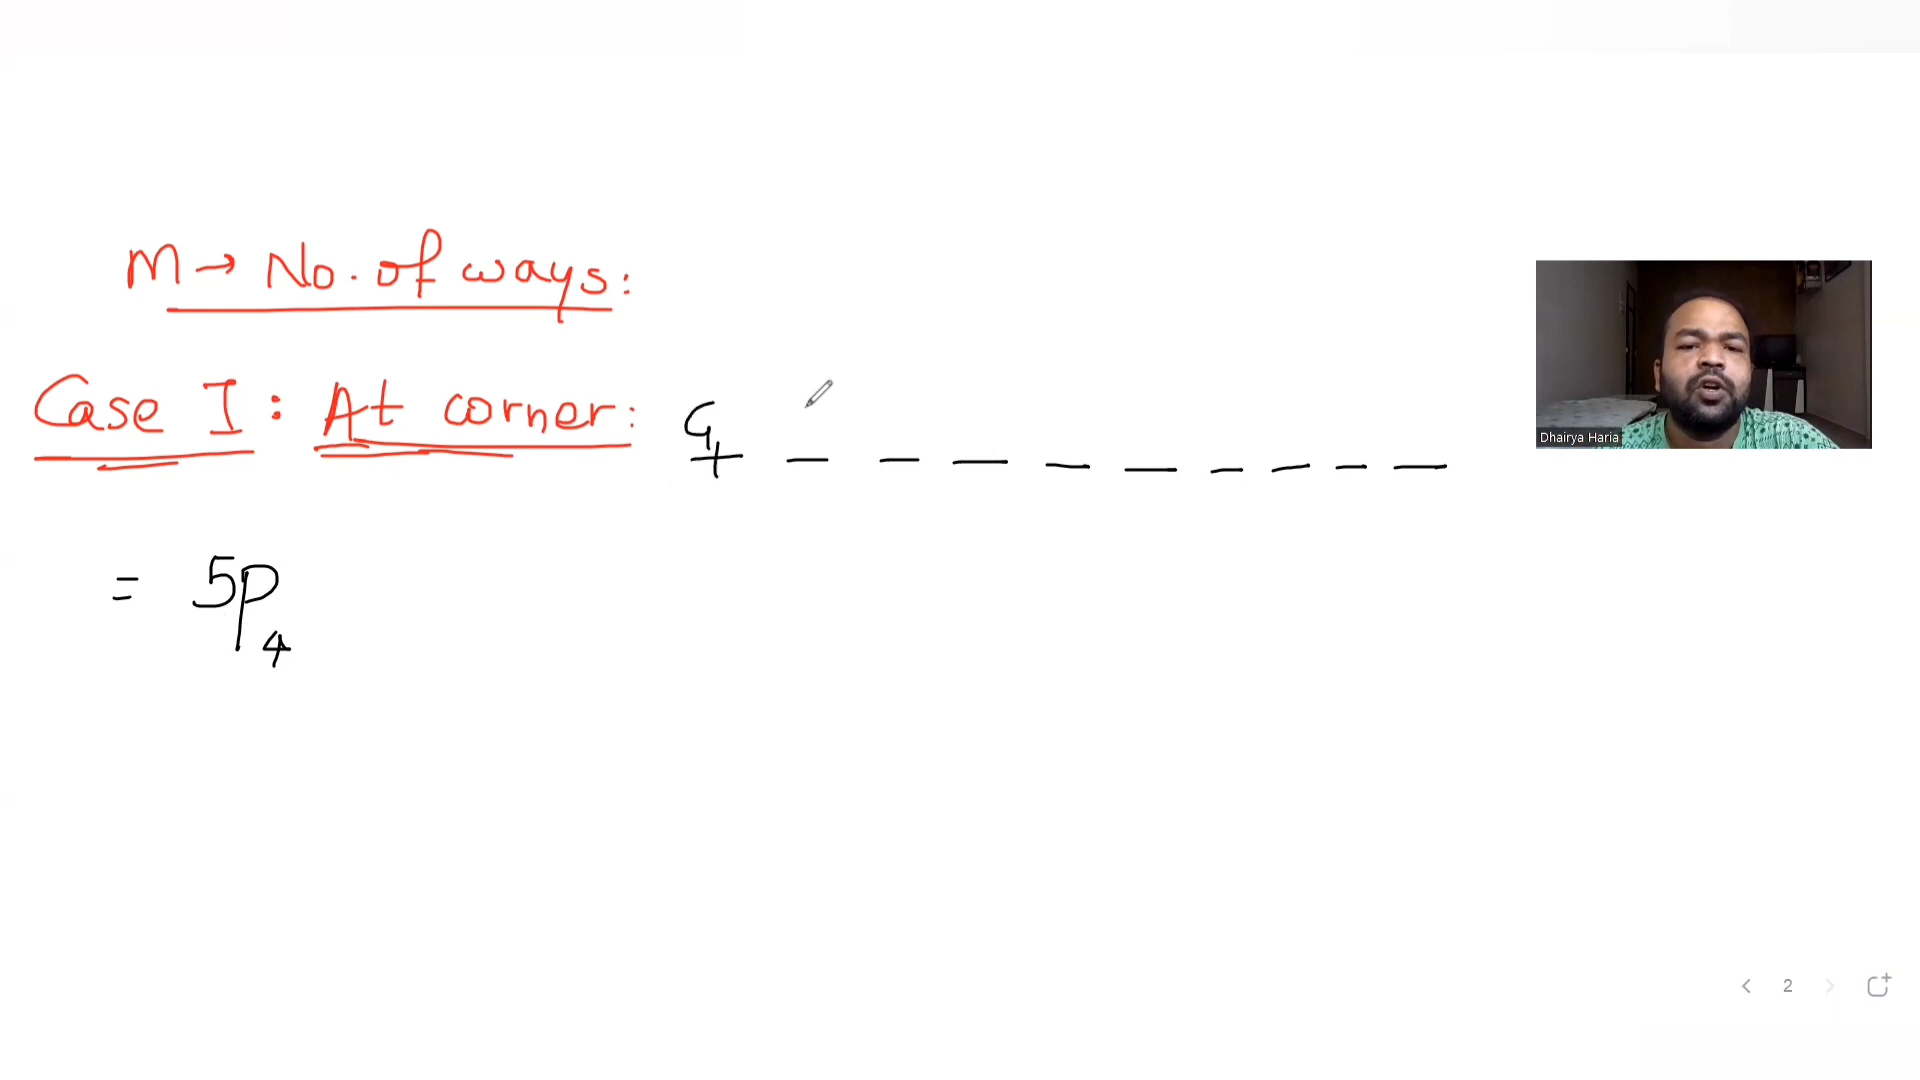 M → No. of ways:
Case I : At corner: G
= 5P4
Dhairya Haria
2